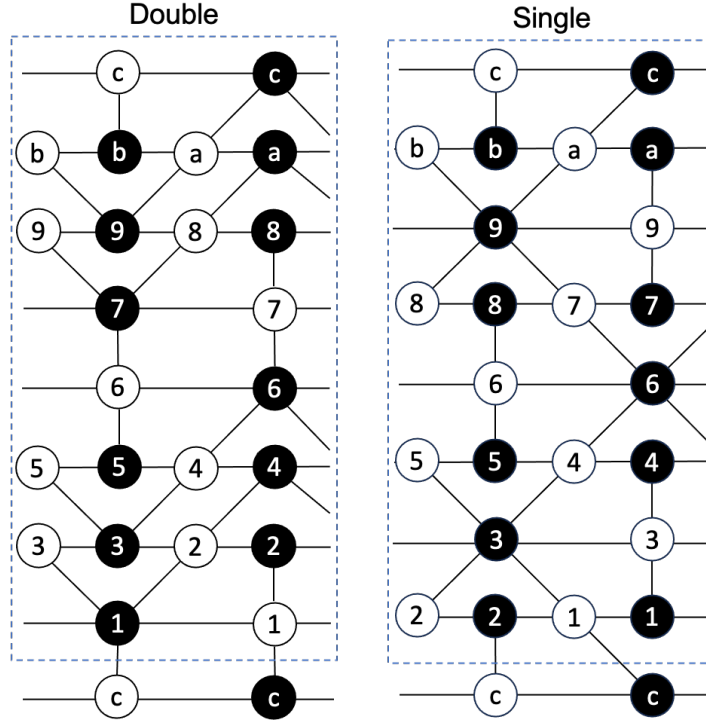 Double Single
c c c c
b b a a b b a a
9 9 8 8 9 9
7 7 8 8 7 7
6 6 6 6
5 5 4 4 5 5 4 4
3 3 2 2 3 3
1 1 2 2 1 1
c c c c